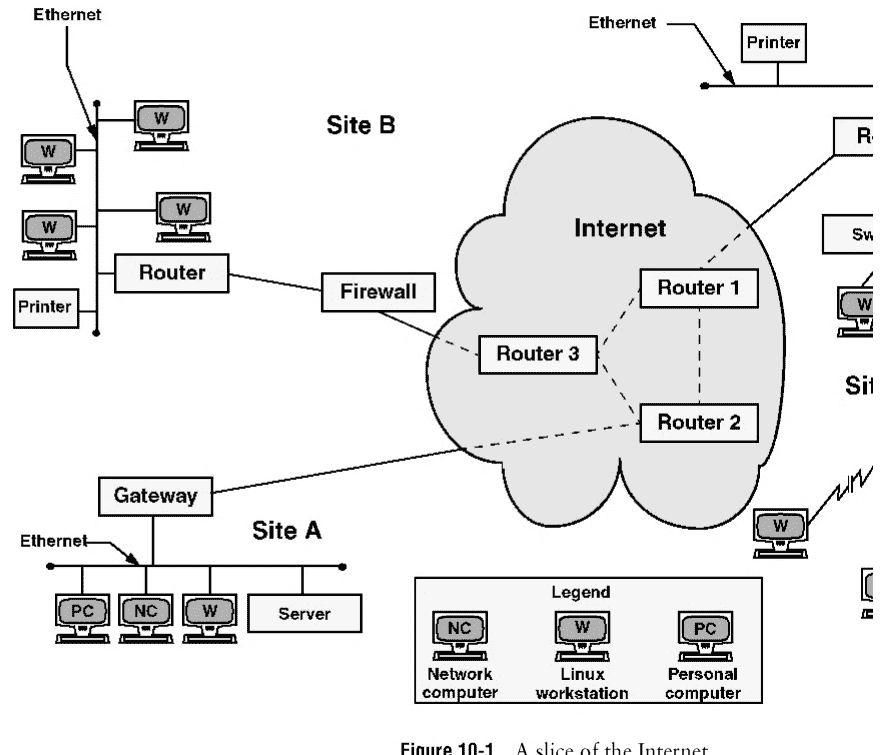 Ethernet
Ethernet
Printer
W
Site B
W
W
W
Internet
Router
Firewall
Router 1
Printer
W
Router 3
Router 2
Gateway
Site A
Ethernet
W
PC
NC
W
Server
Legend
NC
W
PC
Network
computer
Linux
workstation
Personal
computer
Figure 10-1 A slice of the Internet